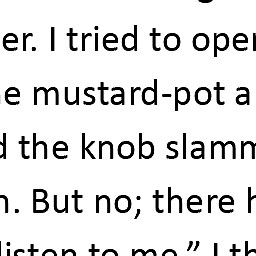 er. I tried to oper
e mustard-pot a
d the knob slamm
n. But no; there h
listen to me.” I th